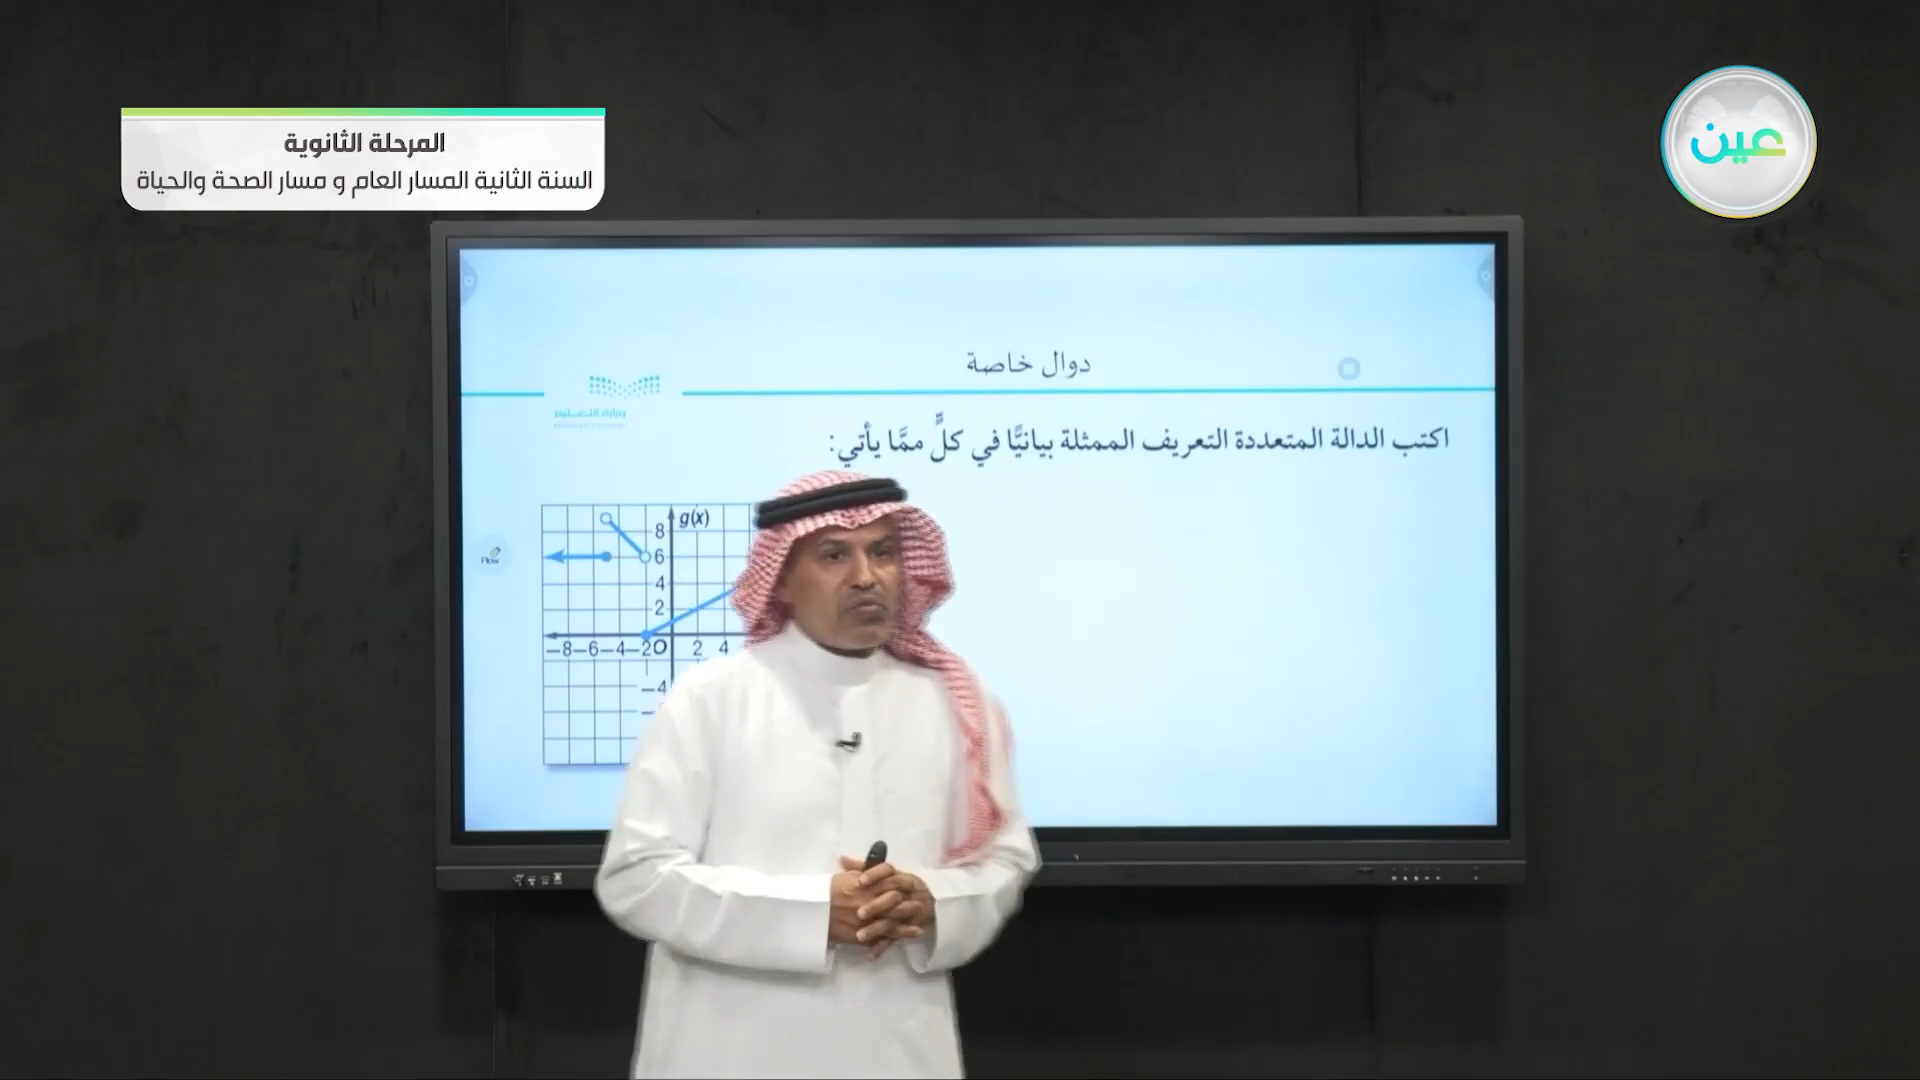 المرحلة الثانوية
السنة الثانية المسار العام و مسار الصحة والحياة
عين
دوال خاصة
وزارة التعليم
اكتب الدالة المتعددة التعريف الممثلة بيانيًّا في كلٍّ ممَّا يأتي:
g(x)
8
6
4
2
−8 −6 −4 −2 O 2 4
−4
Flow